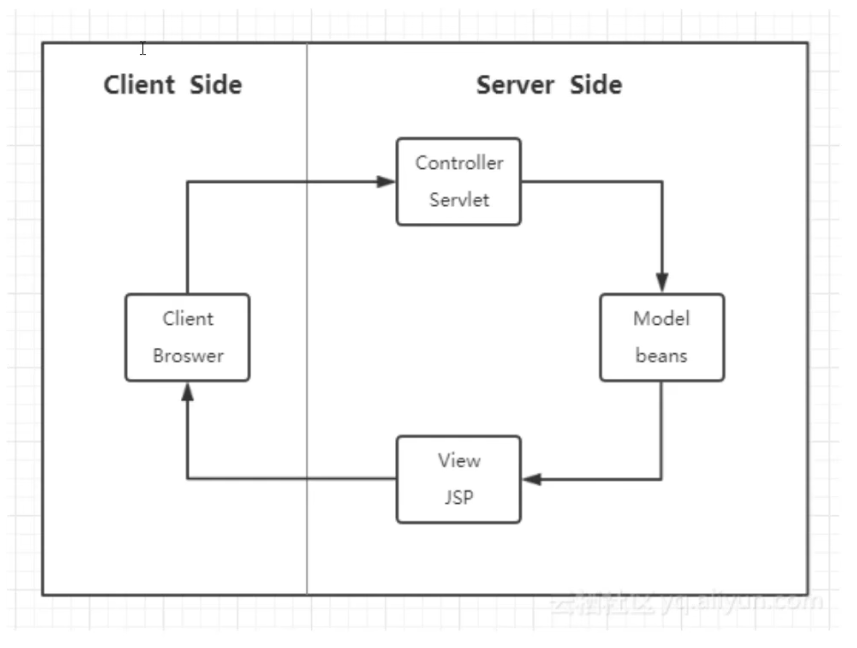 Client Side
Server Side
Controller
Servlet
Client
Broswer
Model
beans
View
JSP
云栖社区 yq.aliyun.com